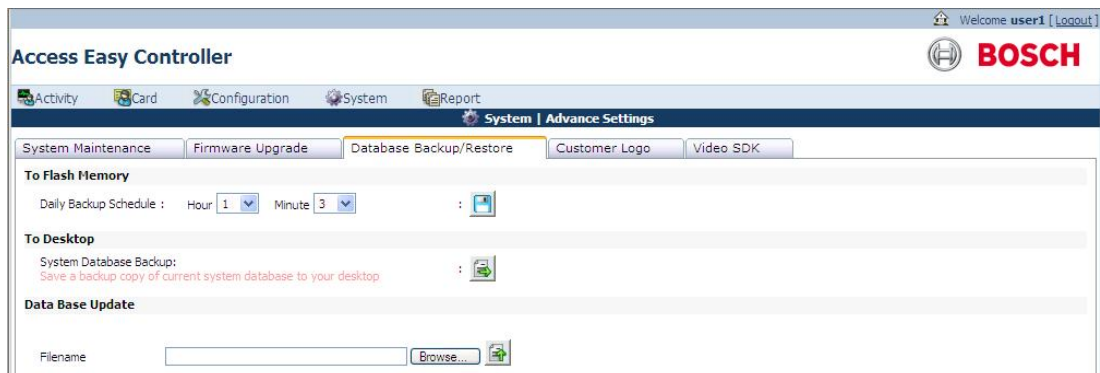 Welcome user1 [ Logout ]
Access Easy Controller
BOSCH
Activity Card Configuration System Report
System | Advance Settings
System Maintenance Firmware Upgrade Database Backup/Restore Customer Logo Video SDK
To Flash Memory
Daily Backup Schedule : Hour 1 Minute 3 :
To Desktop
System Database Backup: :
Save a backup copy of current system database to your desktop
Data Base Update
Filename Browse...